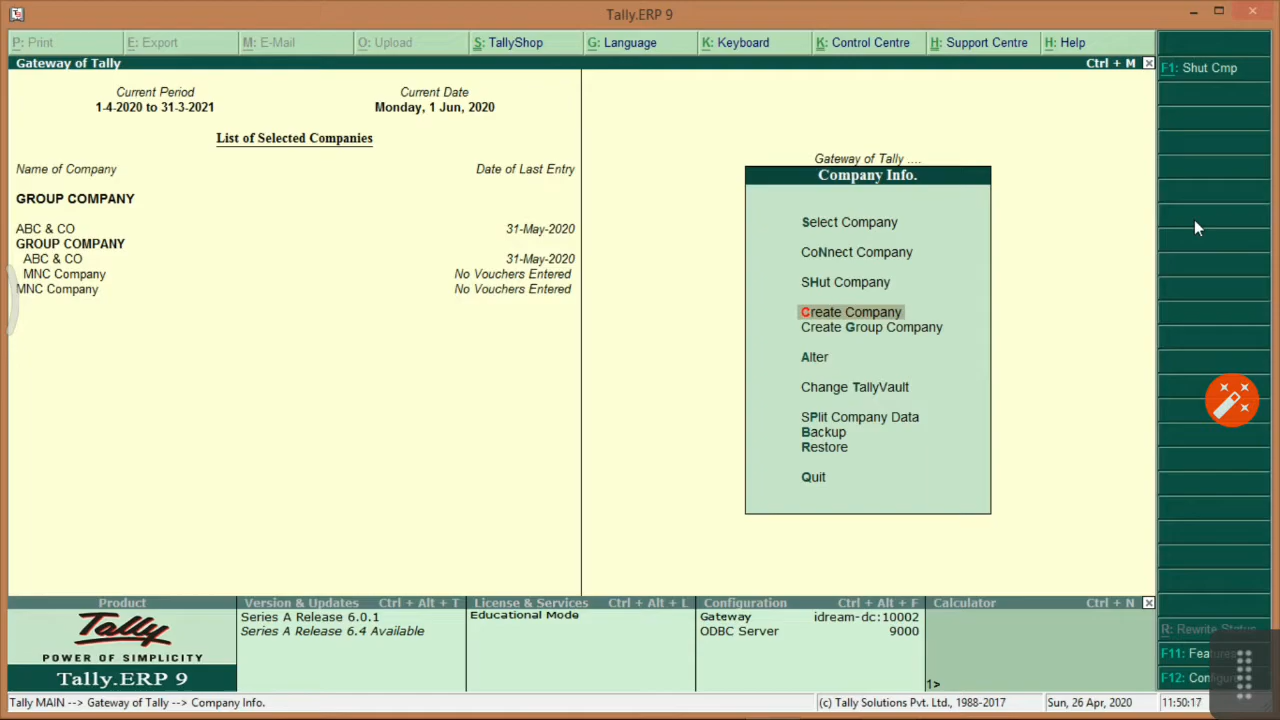 Tally.ERP 9
P: Print E: Export M: E-Mail O: Upload S: TallyShop G: Language K: Keyboard K: Control Centre H: Support Centre H: Help
Gateway of Tally Ctrl + M
F1: Shut Cmp
Current Period Current Date
1-4-2020 to 31-3-2021 Monday, 1 Jun, 2020
List of Selected Companies
Name of Company Date of Last Entry
GROUP COMPANY
ABC & CO 31-May-2020
GROUP COMPANY
ABC & CO 31-May-2020
MNC Company No Vouchers Entered
MNC Company No Vouchers Entered
Gateway of Tally ....
Company Info.
Select Company
CoNnect Company
SHut Company
Create Company
Create Group Company
Alter
Change TallyVault
SPlit Company Data
Backup
Restore
Quit
Product
Tally
POWER OF SIMPLICITY
Tally.ERP 9
Version & Updates Ctrl + Alt + T
Series A Release 6.0.1
Series A Release 6.4 Available
License & Services Ctrl + Alt + L
Educational Mode
Configuration Ctrl + Alt + F
Gateway idream-dc:10002
ODBC Server 9000
Calculator Ctrl + N
1>
R: Rewrite
F11:
F12:
Tally MAIN --> Gateway of Tally --> Company Info. (c) Tally Solutions Pvt. Ltd., 1988-2017 Sun, 26 Apr, 2020 11:50:17